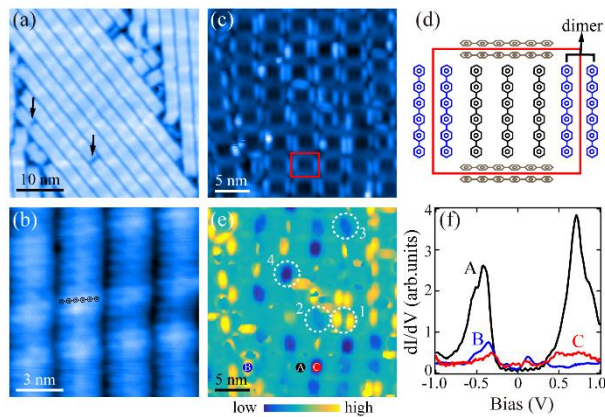 (a)
10 nm
(b)
3 nm
(c)
5 nm
(d)
dimer
(e)
3
4
2
1
B
A
C
5 nm
low
high
(f)
4
3
2
1
0
A
B
C
-1.0
-0.5
0.0
0.5
1.0
dI/dV (arb.units)
Bias (V)